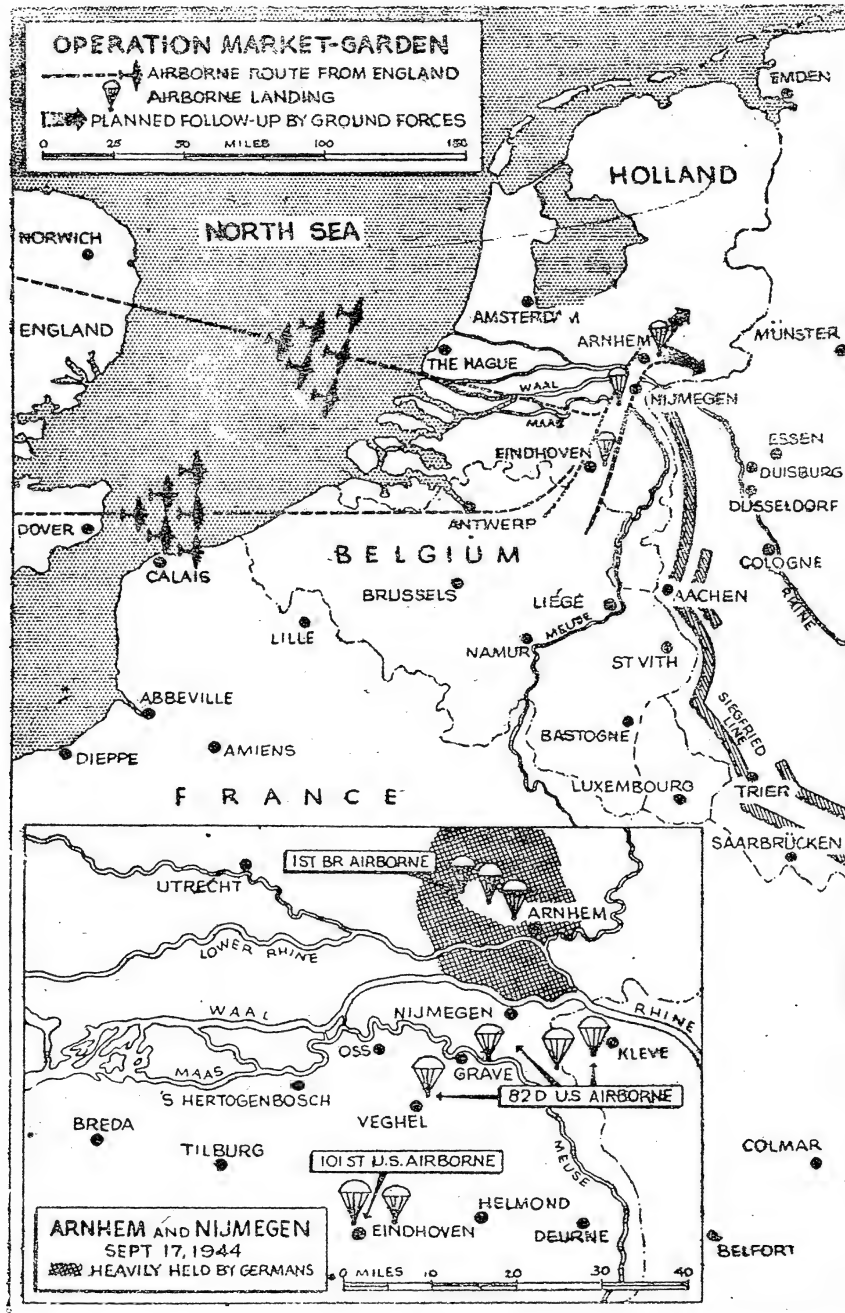 OPERATION MARKET-GARDEN
AIRBORNE ROUTE FROM ENGLAND
AIRBORNE LANDING
PLANNED FOLLOW-UP BY GROUND FORCES
0 25 50 MILES 100 150
EMDEN
HOLLAND
NORTH SEA
NORWICH
ENGLAND
AMSTERDAM
ARNHEM
MÜNSTER
THE HAGUE
WAAL
NIJMEGEN
MAAS
EINDHOVEN
ESSEN
DUISBURG
DUSSELDORF
DOVER
ANTWERP
CALAIS
BELGIUM
COLOGNE
BRUSSELS
LIÉGE
AACHEN
RHINE
LILLE
MEUSE
NAMUR
ST VITH
ABBEVILLE
SIEGFRIED
LINE
BASTOGNE
DIEPPE
AMIENS
TRIER
LUXEMBOURG
FRANCE
SAARBRÜCKEN
1ST BR AIRBORNE
UTRECHT
ARNHEM
LOWER RHINE
WAAL
NIJMEGEN
RHINE
OSS
GRAVE
KLEVE
MAAS
'S HERTOGENBOSCH
82D U.S AIRBORNE
VEGHEL
BREDA
TILBURG
101ST U.S. AIRBORNE
MEUSE
COLMAR
HELMOND
EINDHOVEN
DEURNE
BELFORT
ARNHEM AND NIJMEGEN
SEPT 17, 1944
HEAVILY HELD BY GERMANS
0 MILES 10 20 30 40